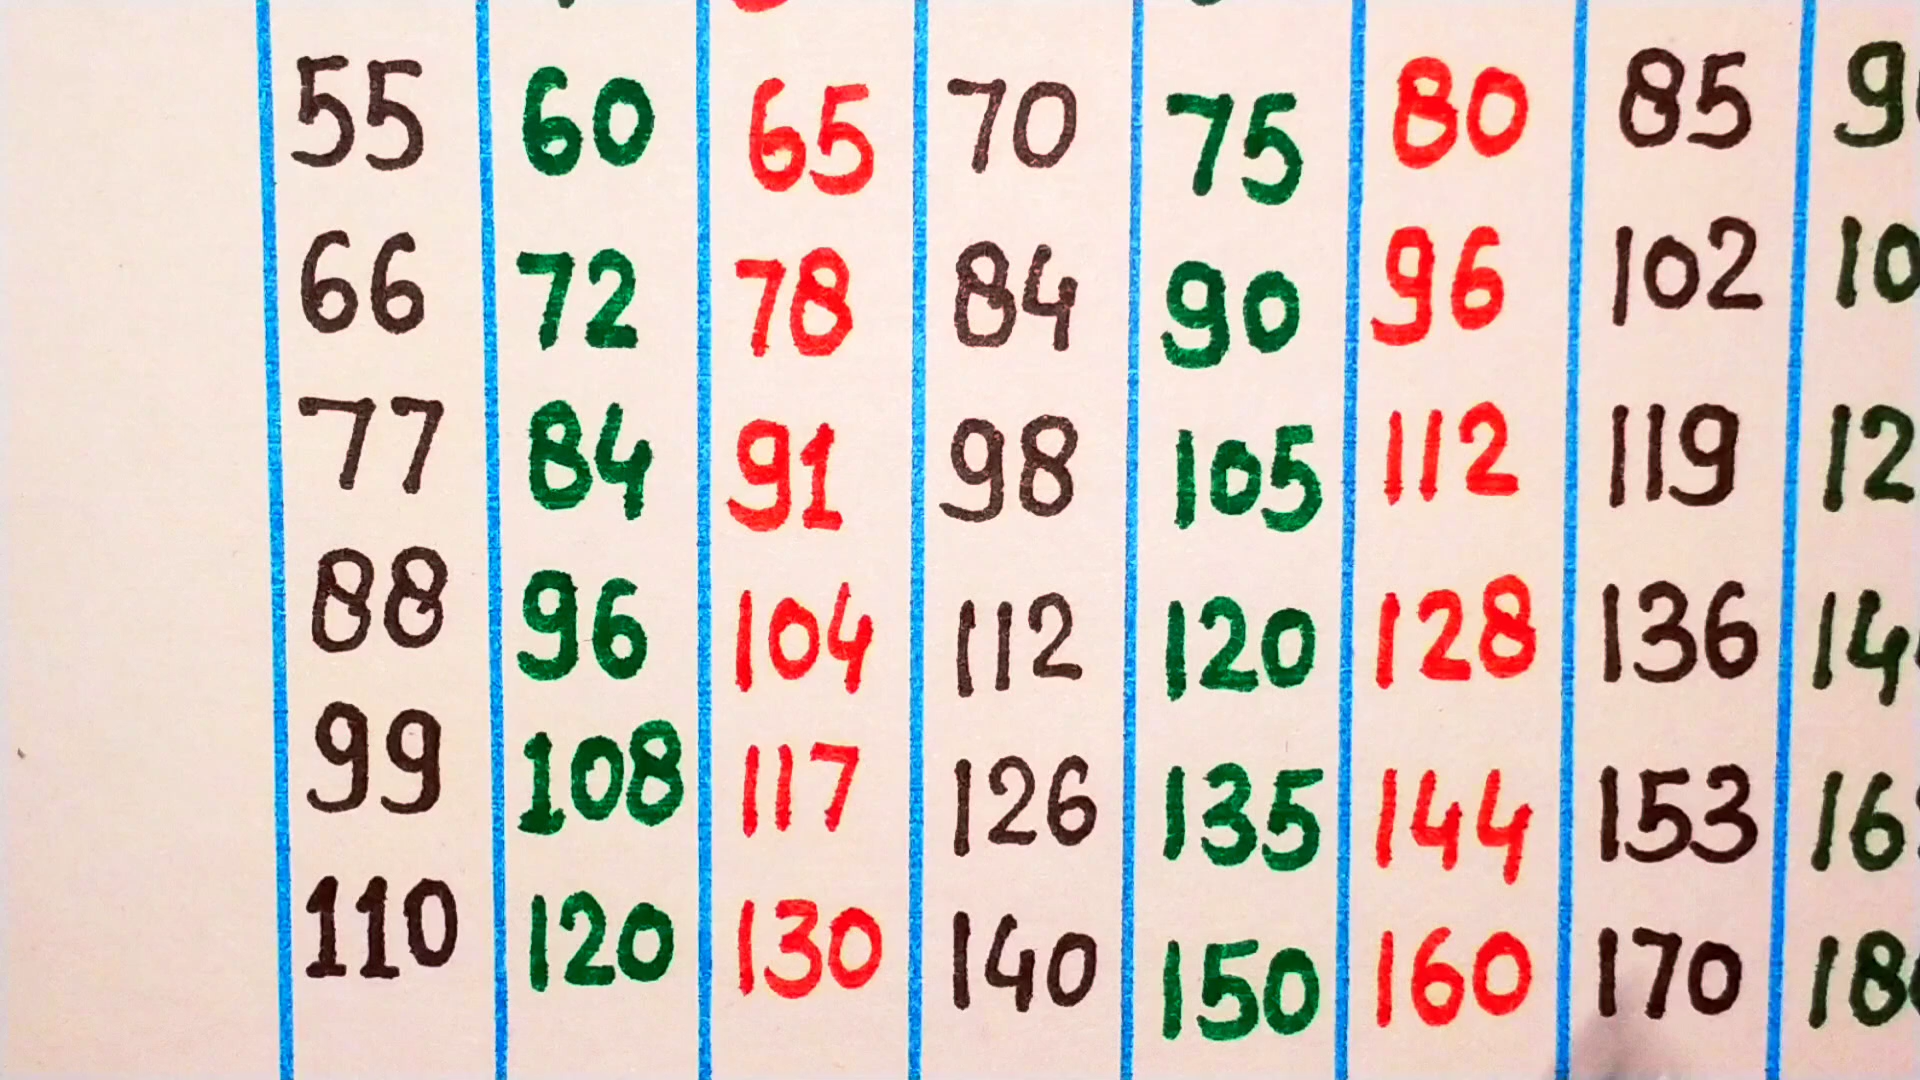 55 60 65 70 75 80 85
66 72 78 84 90 96 102
77 84 91 98 105 112 119
88 96 104 112 120 128 136
99 108 117 126 135 144 153
110 120 130 140 150 160 170